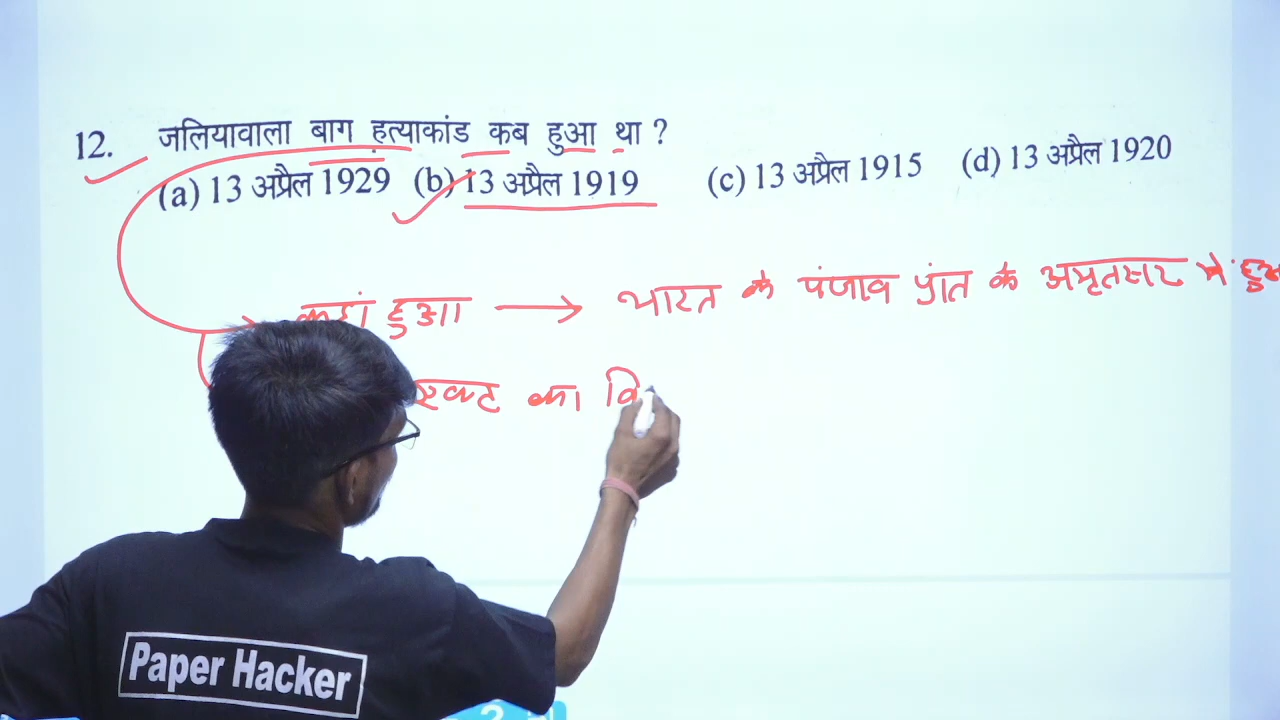 12. जलियावाला बाग हत्याकांड कब हुआ था ?
(a) 13 अप्रैल 1929 (b) 13 अप्रैल 1919 (c) 13 अप्रैल 1915 (d) 13 अप्रैल 1920
कहां हुआ → भारत के पंजाव प्रांत के अमृतसर में हुआ
का वि
Paper Hacker